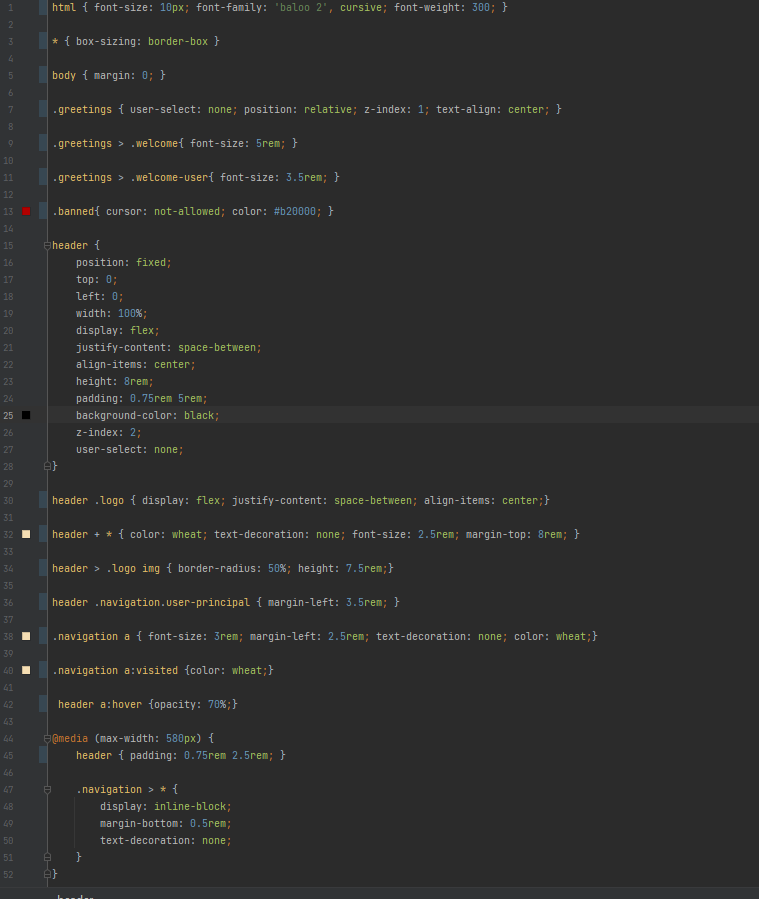 1 html { font-size: 10px; font-family: 'baloo 2', cursive; font-weight: 300; }
2
3 * { box-sizing: border-box }
4
5 body { margin: 0; }
6
7 .greetings { user-select: none; position: relative; z-index: 1; text-align: center; }
8
9 .greetings > .welcome{ font-size: 5rem; }
10
11 .greetings > .welcome-user{ font-size: 3.5rem; }
12
13 .banned{ cursor: not-allowed; color: #b20000; }
14
15 header {
16 position: fixed;
17 top: 0;
18 left: 0;
19 width: 100%;
20 display: flex;
21 justify-content: space-between;
22 align-items: center;
23 height: 8rem;
24 padding: 0.75rem 5rem;
25 background-color: black;
26 z-index: 2;
27 user-select: none;
28 }
29
30 header .logo { display: flex; justify-content: space-between; align-items: center;}
31
32 header + * { color: wheat; text-decoration: none; font-size: 2.5rem; margin-top: 8rem; }
33
34 header > .logo img { border-radius: 50%; height: 7.5rem;}
35
36 header .navigation.user-principal { margin-left: 3.5rem; }
37
38 .navigation a { font-size: 3rem; margin-left: 2.5rem; text-decoration: none; color: wheat;}
39
40 .navigation a:visited {color: wheat;}
41
42 header a:hover {opacity: 70%;}
43
44 @media (max-width: 580px) {
45 header { padding: 0.75rem 2.5rem; }
46
47 .navigation > * {
48 display: inline-block;
49 margin-bottom: 0.5rem;
50 text-decoration: none;
51 }
52 }
header